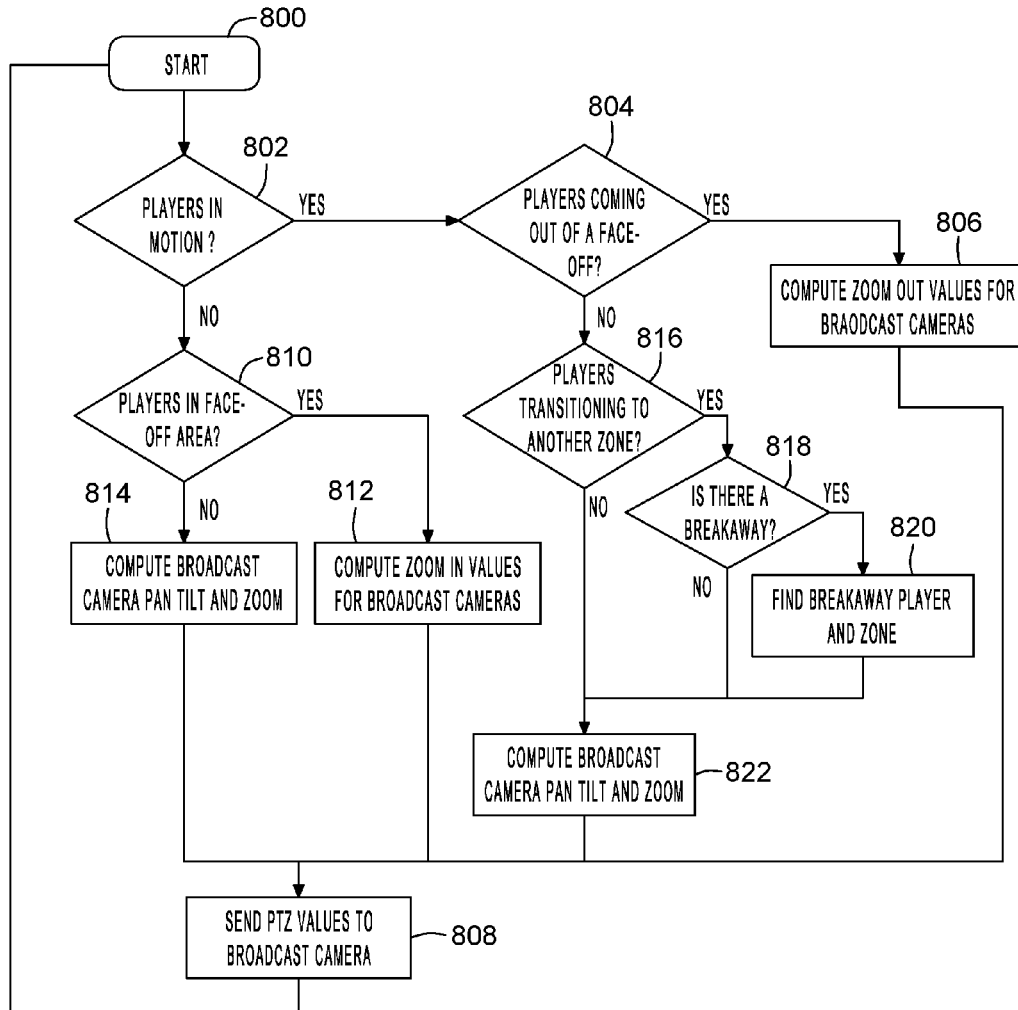 800
START
802
PLAYERS IN
MOTION ?
YES
NO
804
PLAYERS COMING
OUT OF A FACE-
OFF?
YES
NO
806
COMPUTE ZOOM OUT VALUES FOR
BRAODCAST CAMERAS
810
PLAYERS IN FACE-
OFF AREA?
YES
NO
816
PLAYERS
TRANSITIONING TO
ANOTHER ZONE?
YES
NO
818
IS THERE A
BREAKAWAY?
YES
NO
814
COMPUTE BROADCAST
CAMERA PAN TILT AND ZOOM
812
COMPUTE ZOOM IN VALUES
FOR BROADCAST CAMERAS
820
FIND BREAKAWAY PLAYER
AND ZONE
COMPUTE BROADCAST
CAMERA PAN TILT AND ZOOM
822
SEND PTZ VALUES TO
BROADCAST CAMERA
808